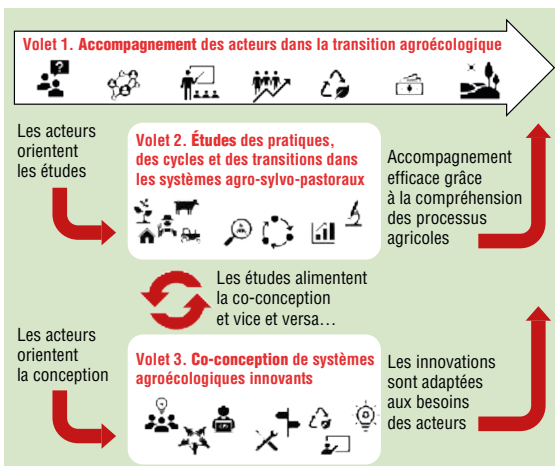 Volet 1. Accompagnement des acteurs dans la transition agroécologique
Les acteurs
orientent
les études
Volet 2. Études des pratiques,
des cycles et des transitions dans
les systèmes agro-sylvo-pastoraux
Accompagnement
efficace grâce
à la compréhension
des processus
agricoles
Les études alimentent
la co-conception
et vice et versa…
Les acteurs
orientent
la conception
Volet 3. Co-conception de systèmes
agroécologiques innovants
Les innovations
sont adaptées
aux besoins
des acteurs